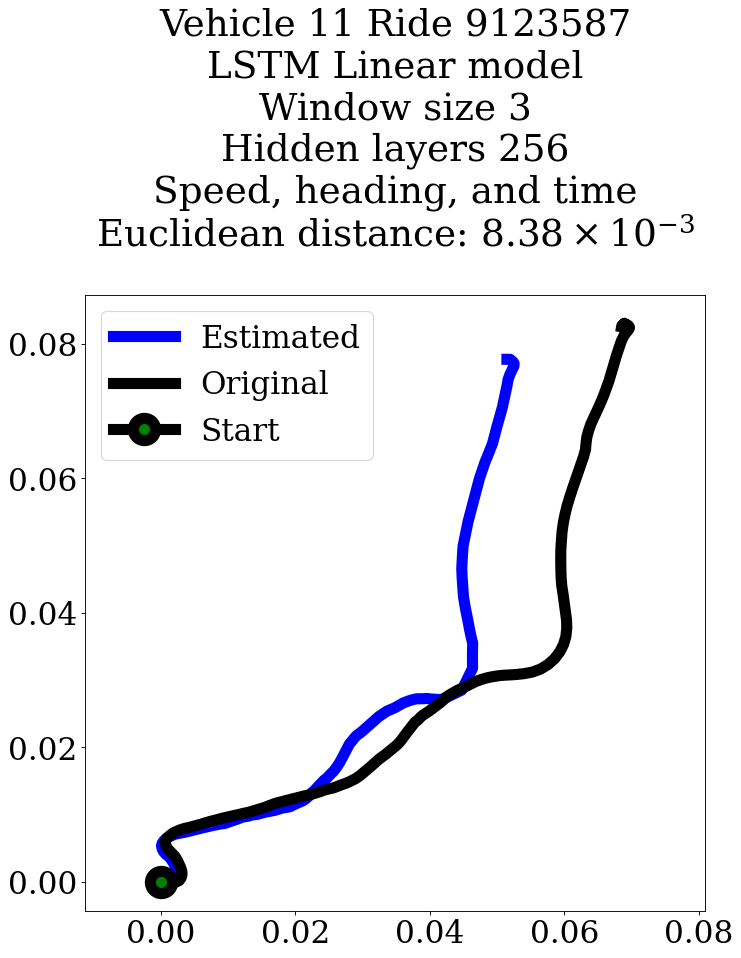 Vehicle 11 Ride 9123587
LSTM Linear model
Window size 3
Hidden layers 256
Speed, heading, and time
Euclidean distance: 8.38 × 10⁻³
Estimated
Original
Start
0.08
0.06
0.04
0.02
0.00
0.00 0.02 0.04 0.06 0.08